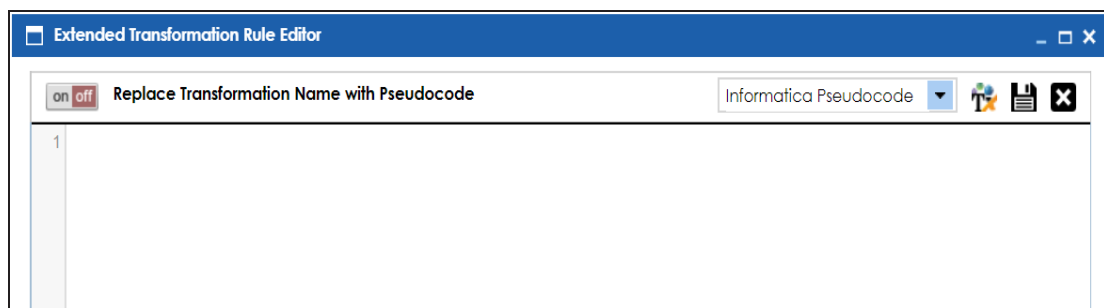 Extended Transformation Rule Editor
on off Replace Transformation Name with Pseudocode Informatica Pseudocode
1